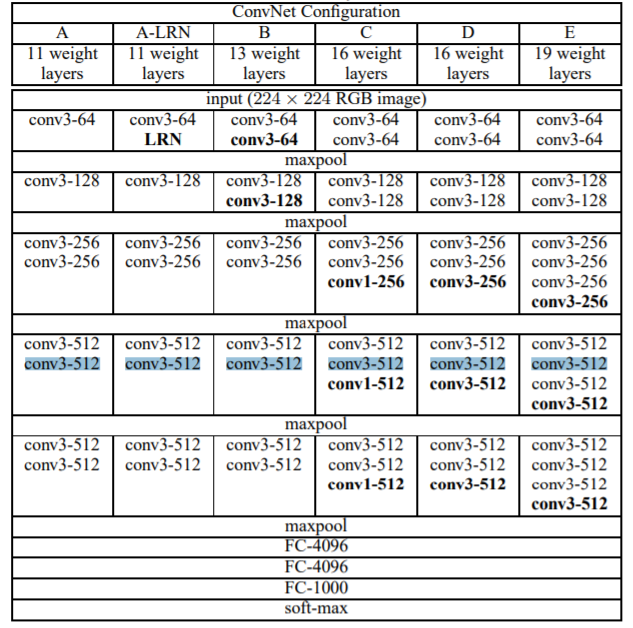 ConvNet Configuration
A A-LRN B C D E
11 weight 11 weight 13 weight 16 weight 16 weight 19 weight
layers layers layers layers layers layers
input (224 × 224 RGB image)
conv3-64 conv3-64 conv3-64 conv3-64 conv3-64 conv3-64
LRN conv3-64 conv3-64 conv3-64 conv3-64
maxpool
conv3-128 conv3-128 conv3-128 conv3-128 conv3-128 conv3-128
conv3-128 conv3-128 conv3-128 conv3-128
maxpool
conv3-256 conv3-256 conv3-256 conv3-256 conv3-256 conv3-256
conv3-256 conv3-256 conv3-256 conv3-256 conv3-256 conv3-256
conv1-256 conv3-256 conv3-256
conv3-256
maxpool
conv3-512 conv3-512 conv3-512 conv3-512 conv3-512 conv3-512
conv3-512 conv3-512 conv3-512 conv3-512 conv3-512 conv3-512
conv1-512 conv3-512 conv3-512
conv3-512
maxpool
conv3-512 conv3-512 conv3-512 conv3-512 conv3-512 conv3-512
conv3-512 conv3-512 conv3-512 conv3-512 conv3-512 conv3-512
conv1-512 conv3-512 conv3-512
conv3-512
maxpool
FC-4096
FC-4096
FC-1000
soft-max